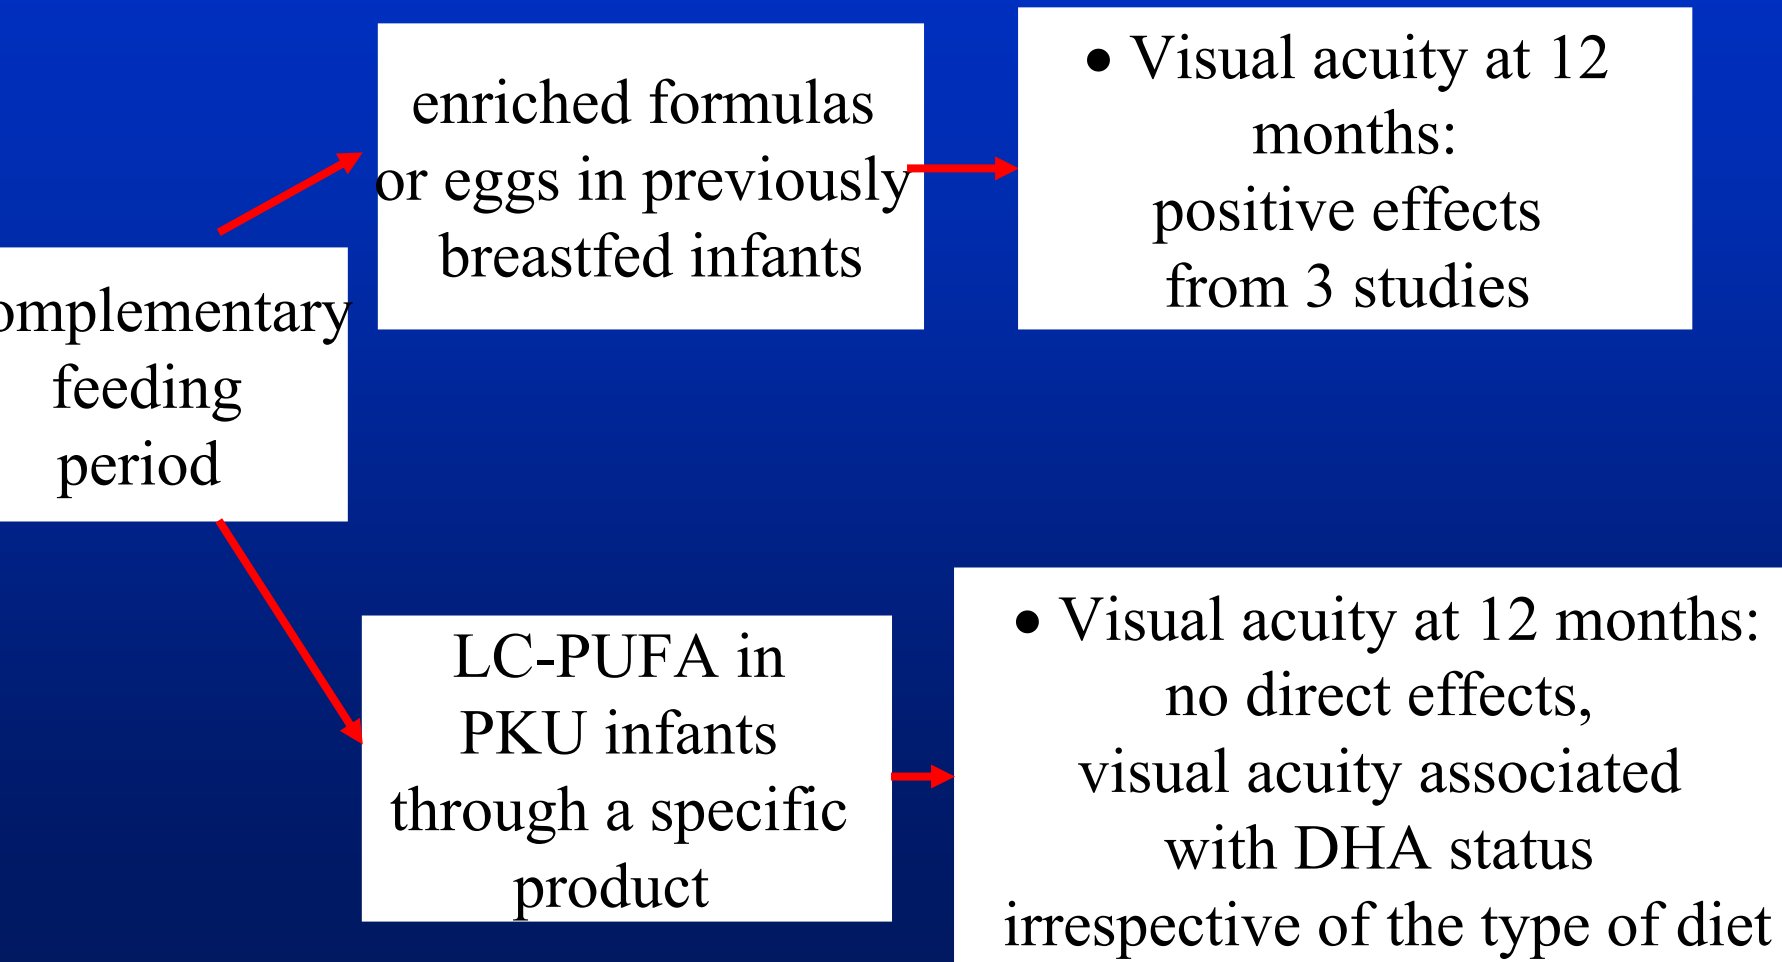 omplementary
feeding
period
enriched formulas
or eggs in previously
breastfed infants
• Visual acuity at 12
months:
positive effects
from 3 studies
LC-PUFA in
PKU infants
through a specific
product
• Visual acuity at 12 months:
no direct effects,
visual acuity associated
with DHA status
irrespective of the type of diet